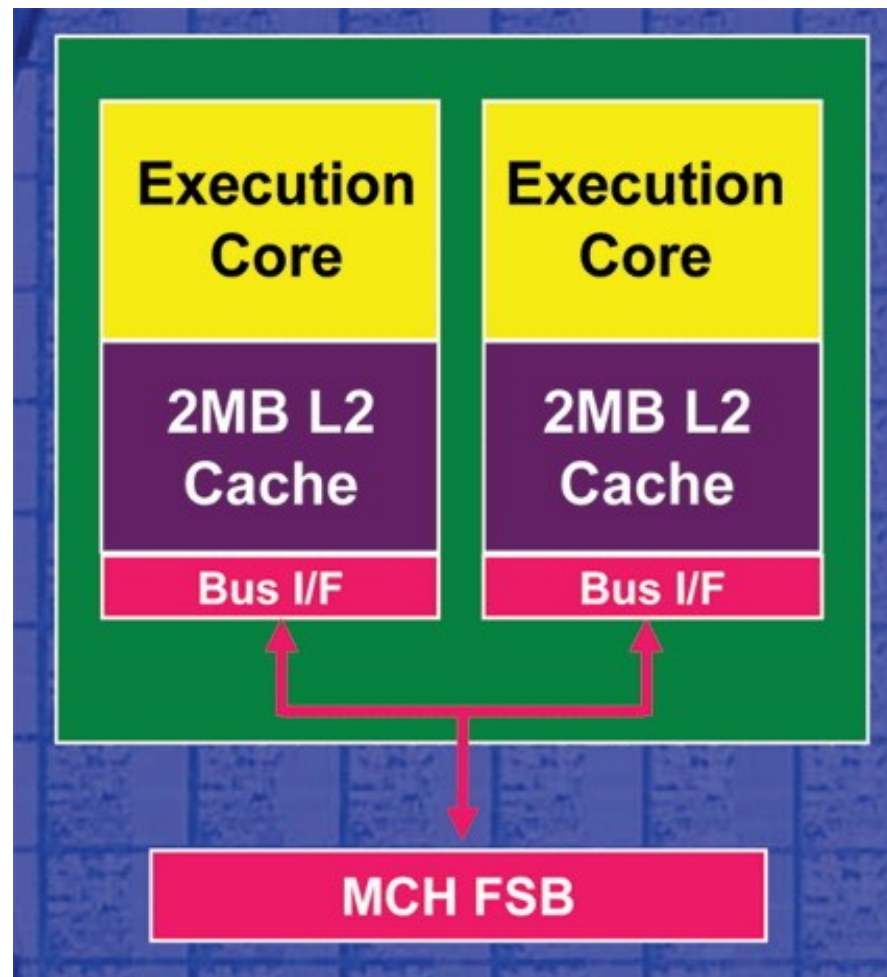 Execution
Core
2MB L2
Cache
Bus I/F
Execution
Core
2MB L2
Cache
Bus I/F
MCH FSB